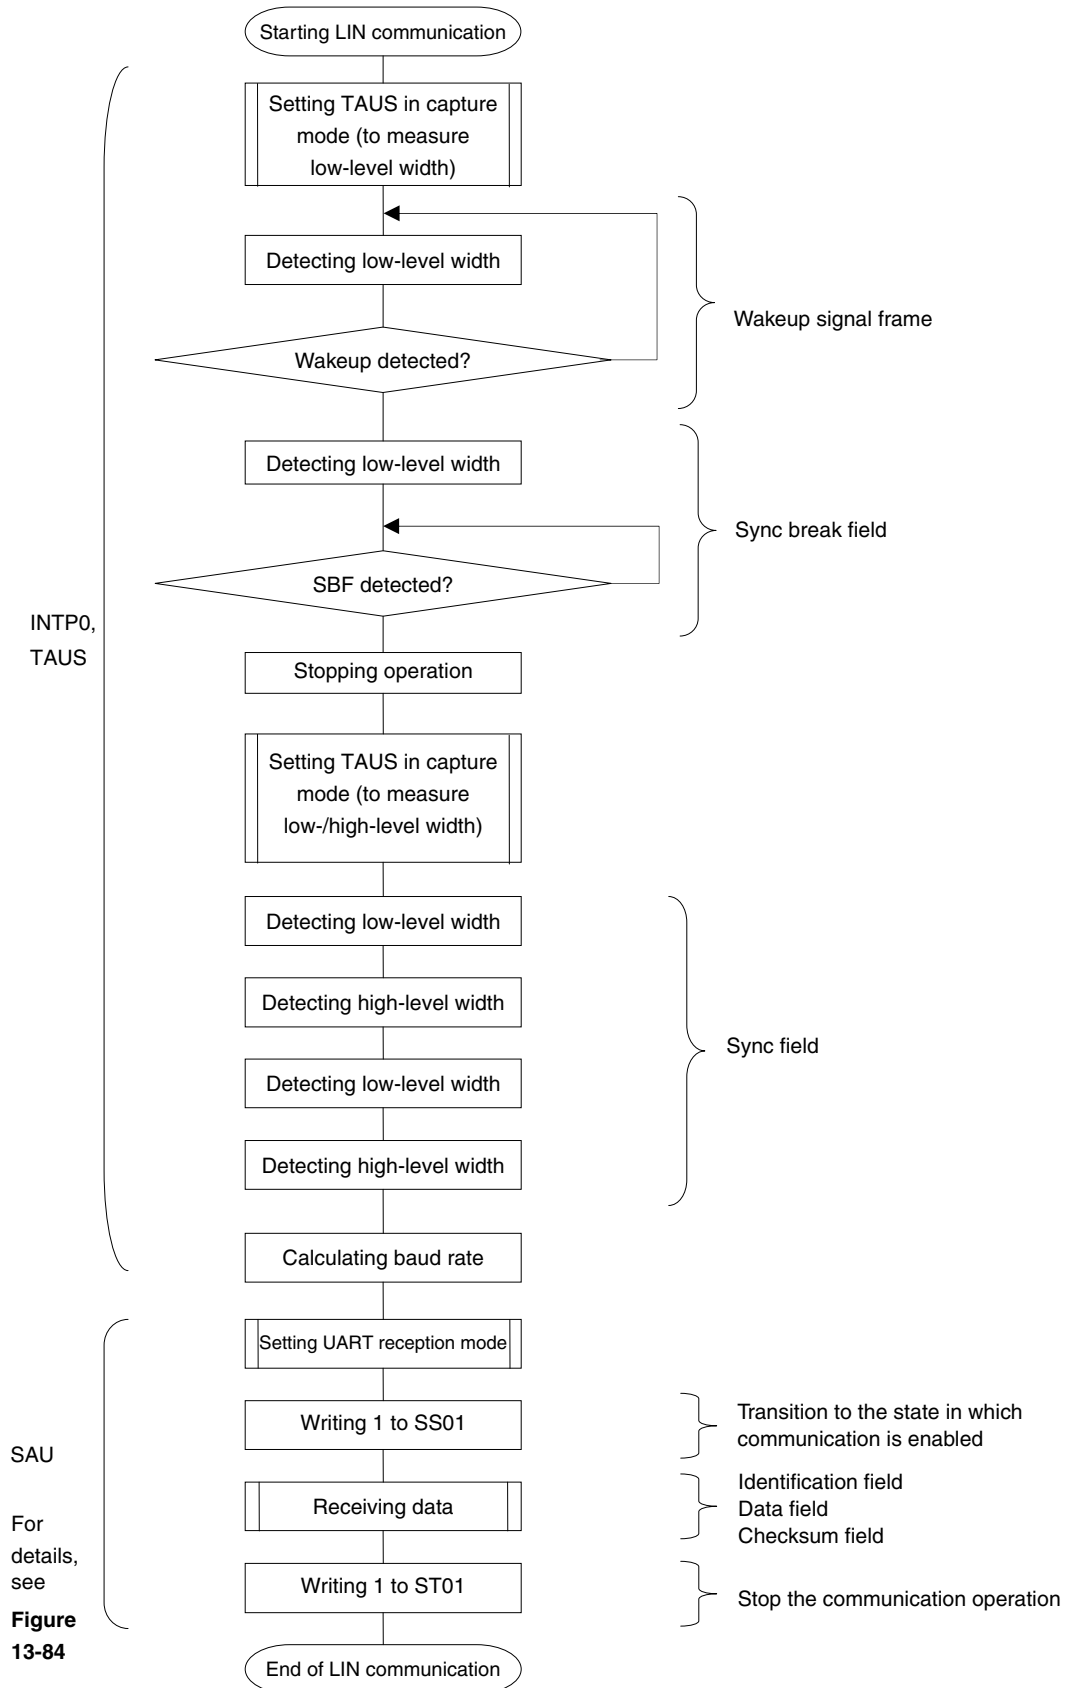 Starting LIN communication
Setting TAUS in capture
mode (to measure
low-level width)
Detecting low-level width
Wakeup detected?
Wakeup signal frame
Detecting low-level width
SBF detected?
Sync break field
INTP0,
TAUS
Stopping operation
Setting TAUS in capture
mode (to measure
low-/high-level width)
Detecting low-level width
Detecting high-level width
Detecting low-level width
Detecting high-level width
Sync field
Calculating baud rate
Setting UART reception mode
Writing 1 to SS01
Transition to the state in which
communication is enabled
Receiving data
Identification field
Data field
Checksum field
Writing 1 to ST01
Stop the communication operation
SAU
For
details,
see
Figure
13-84
End of LIN communication